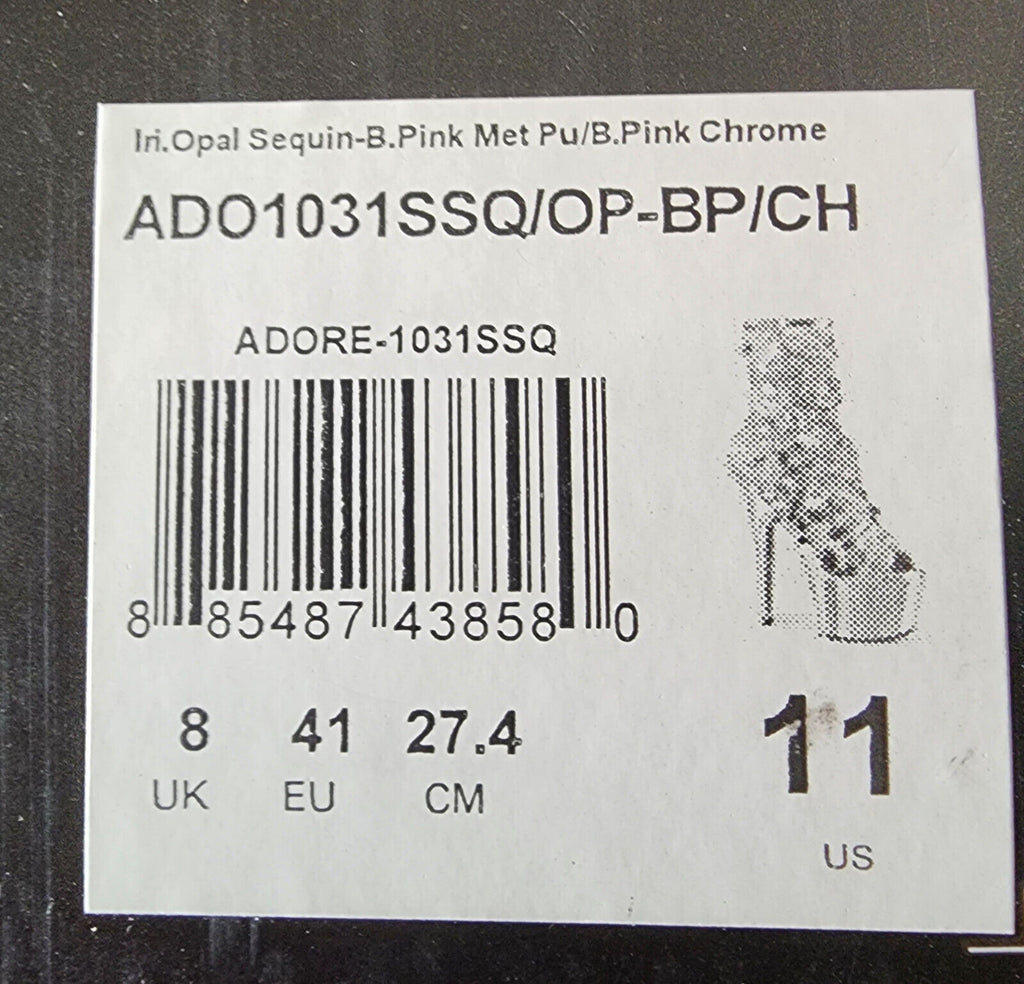 Iri.Opal Sequin-B.Pink Met Pu/B.Pink Chrome
ADO1031SSQ/OP-BP/CH
ADORE-1031SSQ
8 85487 43858 0
8 41 27.4
UK EU CM
11
US